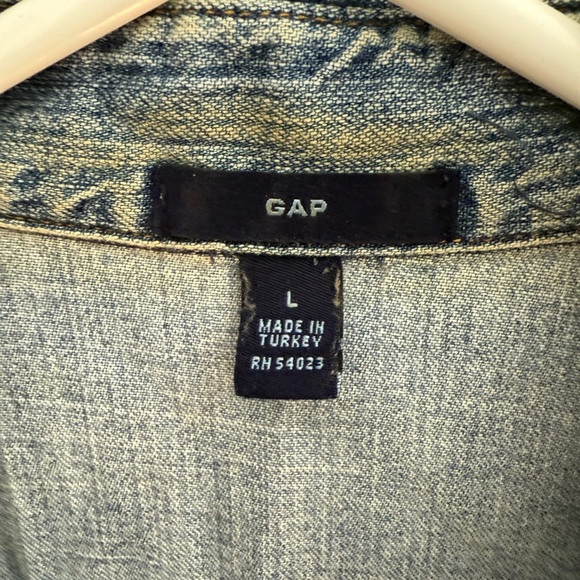 GAP
L
MADE IN
TURKEY
RH 54023